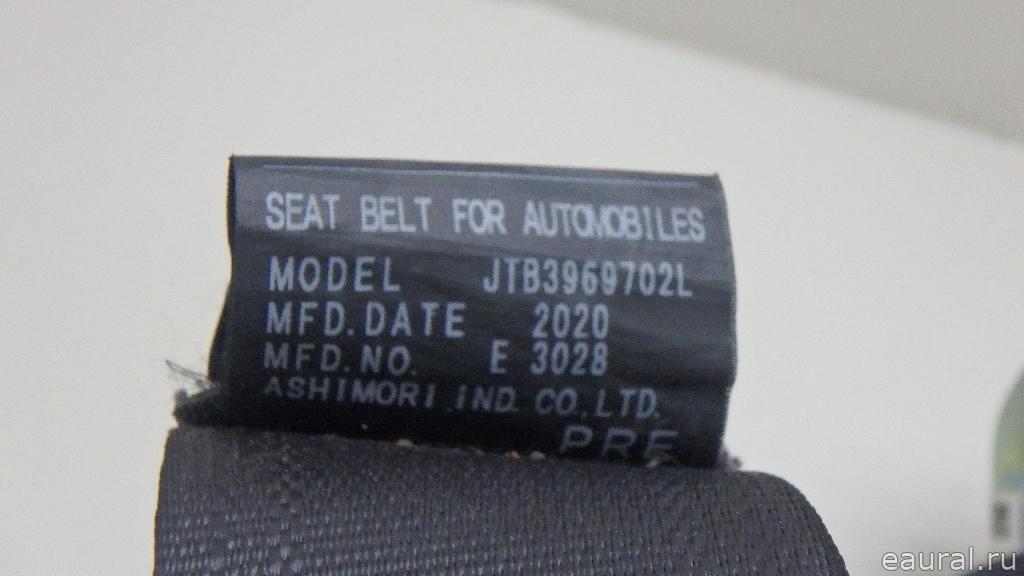 SEAT BELT FOR AUTOMOBILES
MODEL JTB3969702L
MFD.DATE 2020
MFD.NO. E 3028
ASHIMORI IND. CO.,LTD.
PRE
eaural.ru